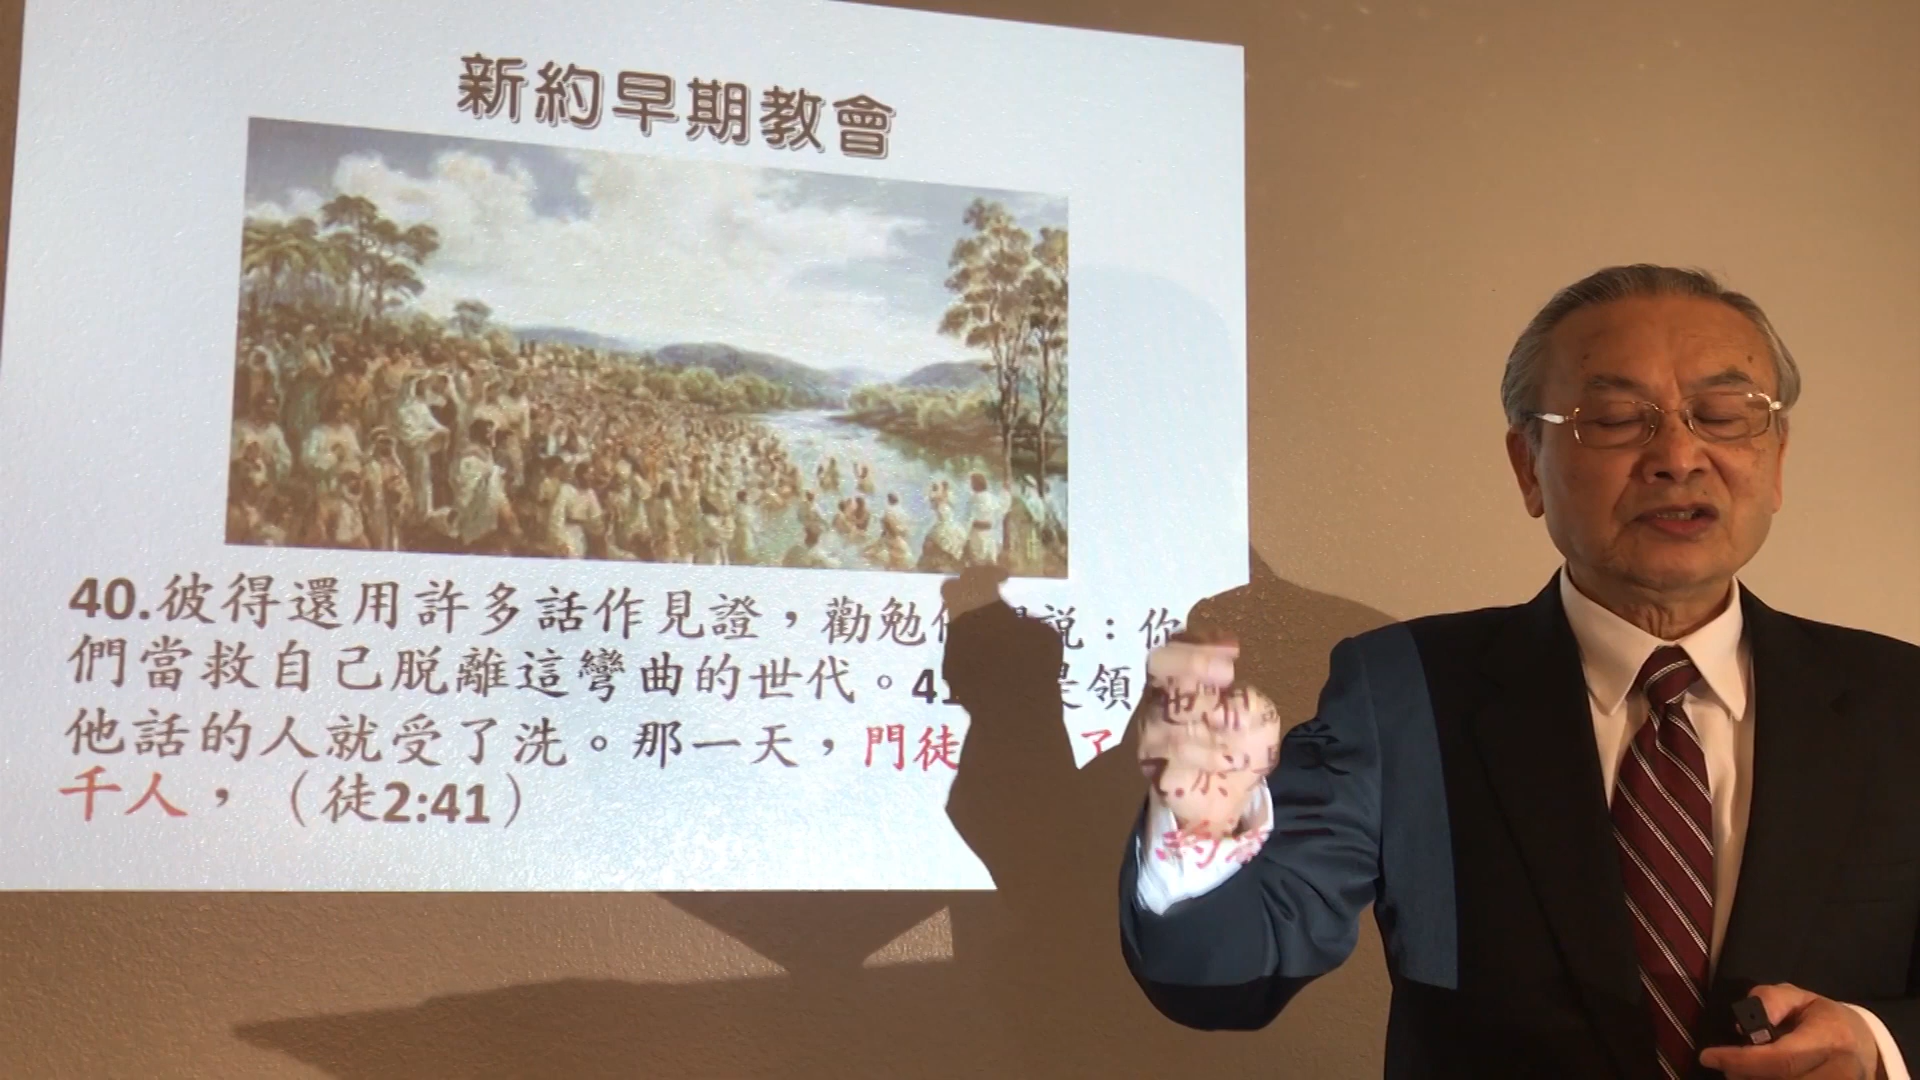 新約早期教會
40.彼得還用許多話作見證，勸勉 說：你
們當救自己脫離這彎曲的世代。41 領
他話的人就受了洗。那一天，門徒 了
千人，（徒2:41）